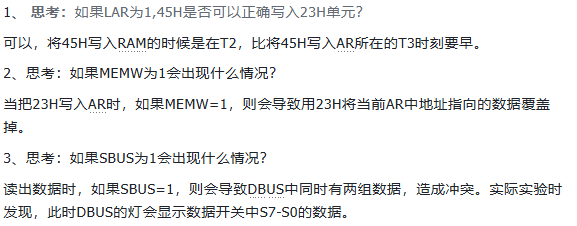 1、 思考：如果LAR为1,45H是否可以正确写入23H单元?
可以，将45H写入RAM的时候是在T2，比将45H写入AR所在的T3时刻要早。
2、思考：如果MEMW为1会出现什么情况？
当把23H写入AR时，如果MEMW=1，则会导致用23H将当前AR中地址指向的数据覆盖
掉。
3、思考：如果SBUS为1会出现什么情况？
读出数据时，如果SBUS=1，则会导致DBUS中同时有两组数据，造成冲突。实际实验时
发现，此时DBUS的灯会显示数据开关中S7-S0的数据。